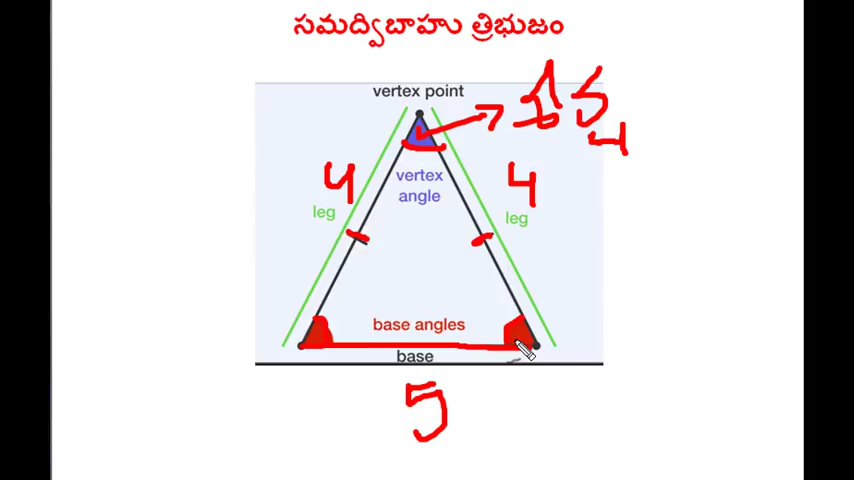 సమద్విబాహు త్రిభుజం
vertex point
4
4
vertex
angle
leg
leg
base angles
base
5